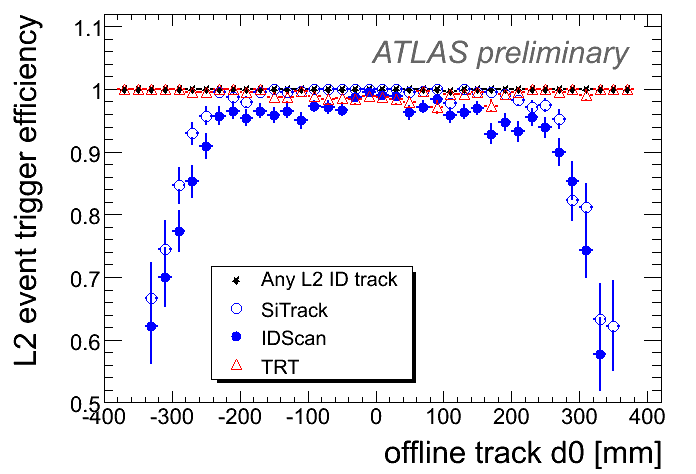 L2 event trigger efficiency
ATLAS preliminary
1.1
1
0.9
0.8
0.7
0.6
0.5
Any L2 ID track
SiTrack
IDScan
TRT
-400 -300 -200 -100 0 100 200 300 400
offline track d0 [mm]